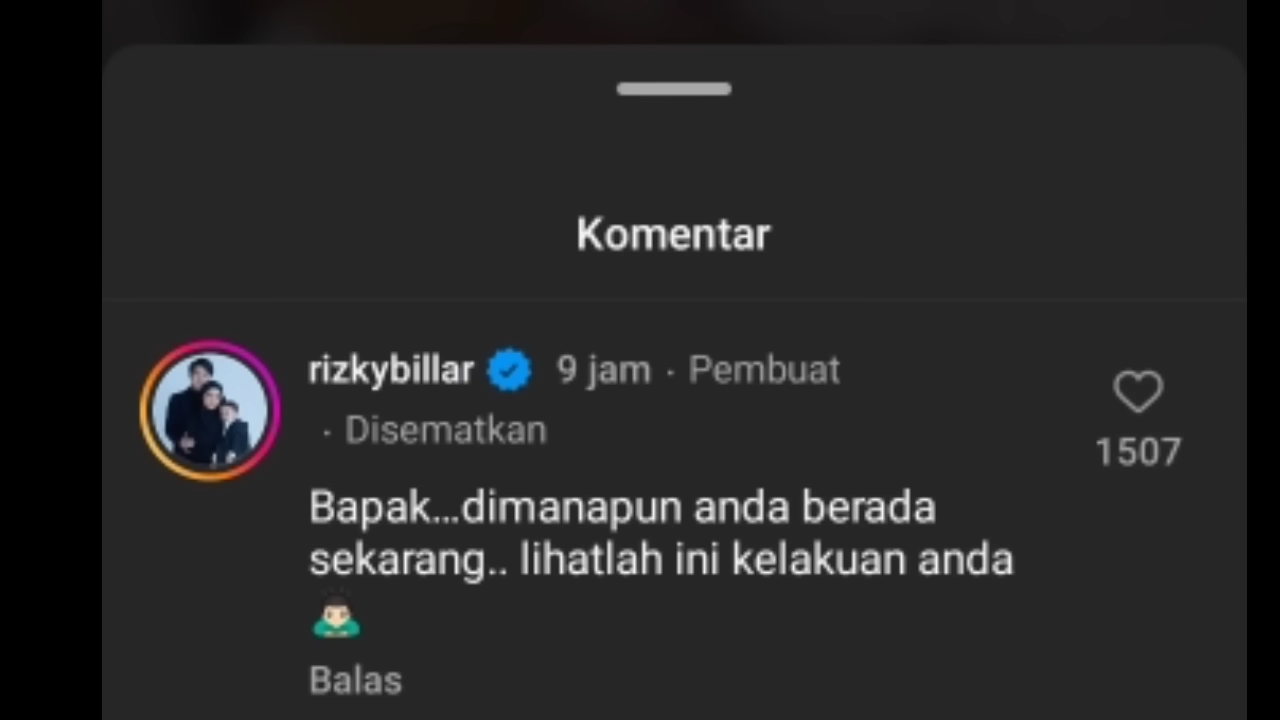 Komentar
rizkybillar 9 jam · Pembuat
· Disematkan
1507
Bapak...dimanapun anda berada
sekarang.. lihatlah ini kelakuan anda
🙇🏻‍♂️
Balas